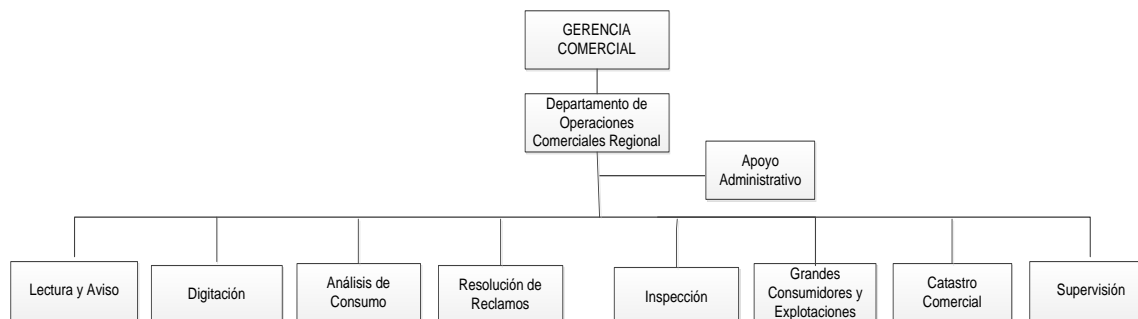 GERENCIA
COMERCIAL
Departamento de
Operaciones
Comerciales Regional
Apoyo
Administrativo
Lectura y Aviso
Digitación
Análisis de
Consumo
Resolución de
Reclamos
Inspección
Grandes
Consumidores y
Explotaciones
Catastro
Comercial
Supervisión